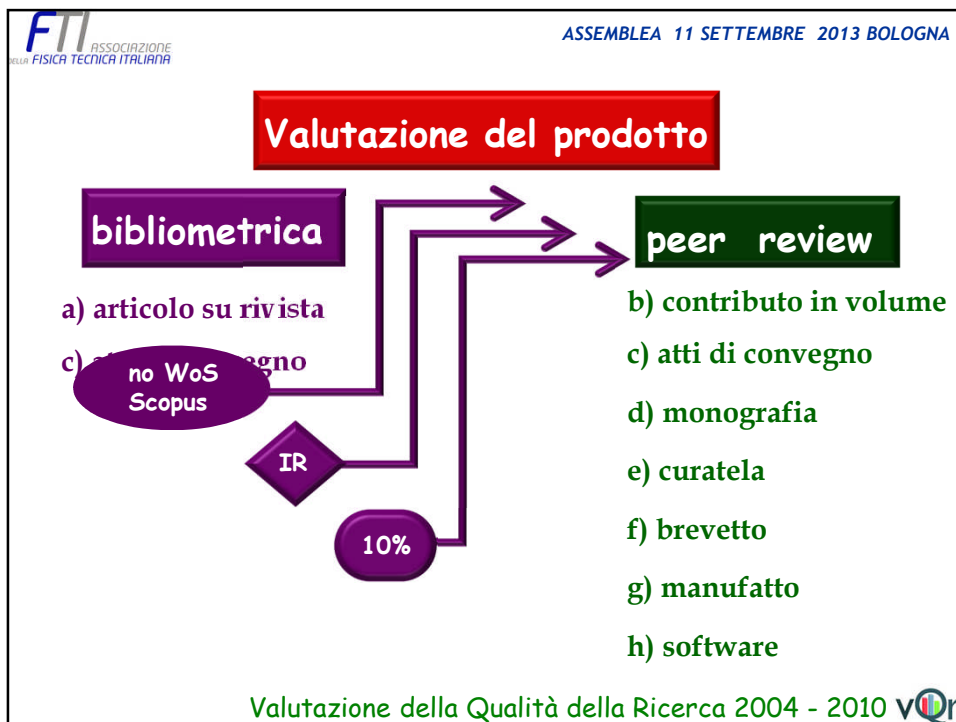 FTI ASSOCIAZIONE
DELLA FISICA TECNICA ITALIANA
ASSEMBLEA 11 SETTEMBRE 2013 BOLOGNA
Valutazione del prodotto
bibliometrica
a) articolo su rivista
c)
no WoS
Scopus
IR
10%
peer review
b) contributo in volume
c) atti di convegno
d) monografia
e) curatela
f) brevetto
g) manufatto
h) software
Valutazione della Qualità della Ricerca 2004 - 2010